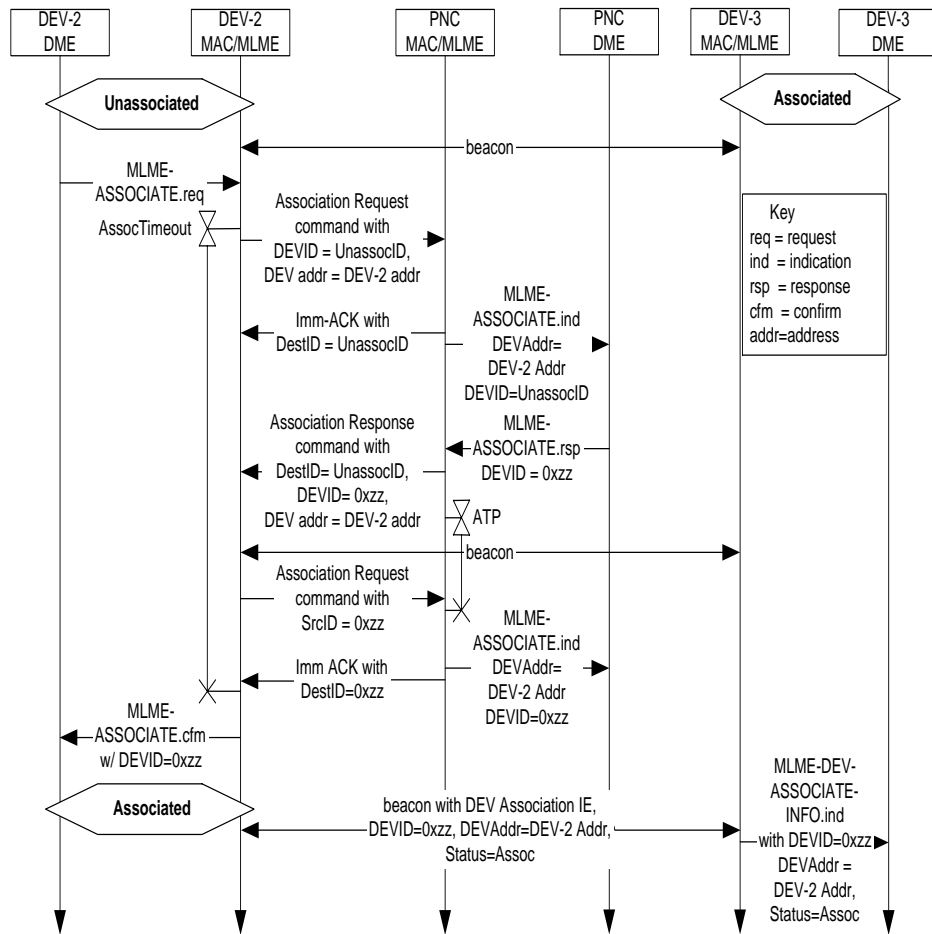 DEV-2
DME
DEV-2
MAC/MLME
PNC
MAC/MLME
PNC
DME
DEV-3
MAC/MLME
DEV-3
DME
Unassociated
Associated
beacon
MLME-
ASSOCIATE.req
AssocTimeout
Association Request
command with
DEVID = UnassocID,
DEV addr = DEV-2 addr
Key
req = request
ind = indication
rsp = response
cfm = confirm
addr=address
Imm-ACK with
DestID = UnassocID
MLME-
ASSOCIATE.ind
DEVAddr=
DEV-2 Addr
DEVID=UnassocID
Association Response
command with
DestID= UnassocID,
DEVID= 0xzz,
DEV addr = DEV-2 addr
MLME-
ASSOCIATE.rsp
DEVID = 0xzz
ATP
beacon
Association Request
command with
SrcID = 0xzz
MLME-
ASSOCIATE.ind
DEVAddr=
DEV-2 Addr
DEVID=0xzz
Imm ACK with
DestID=0xzz
MLME-
ASSOCIATE.cfm
w/ DEVID=0xzz
Associated
beacon with DEV Association IE,
DEVID=0xzz, DEVAddr=DEV-2 Addr,
Status=Assoc
MLME-DEV-
ASSOCIATE-
INFO.ind
with DEVID=0xzz
DEVAddr =
DEV-2 Addr,
Status=Assoc